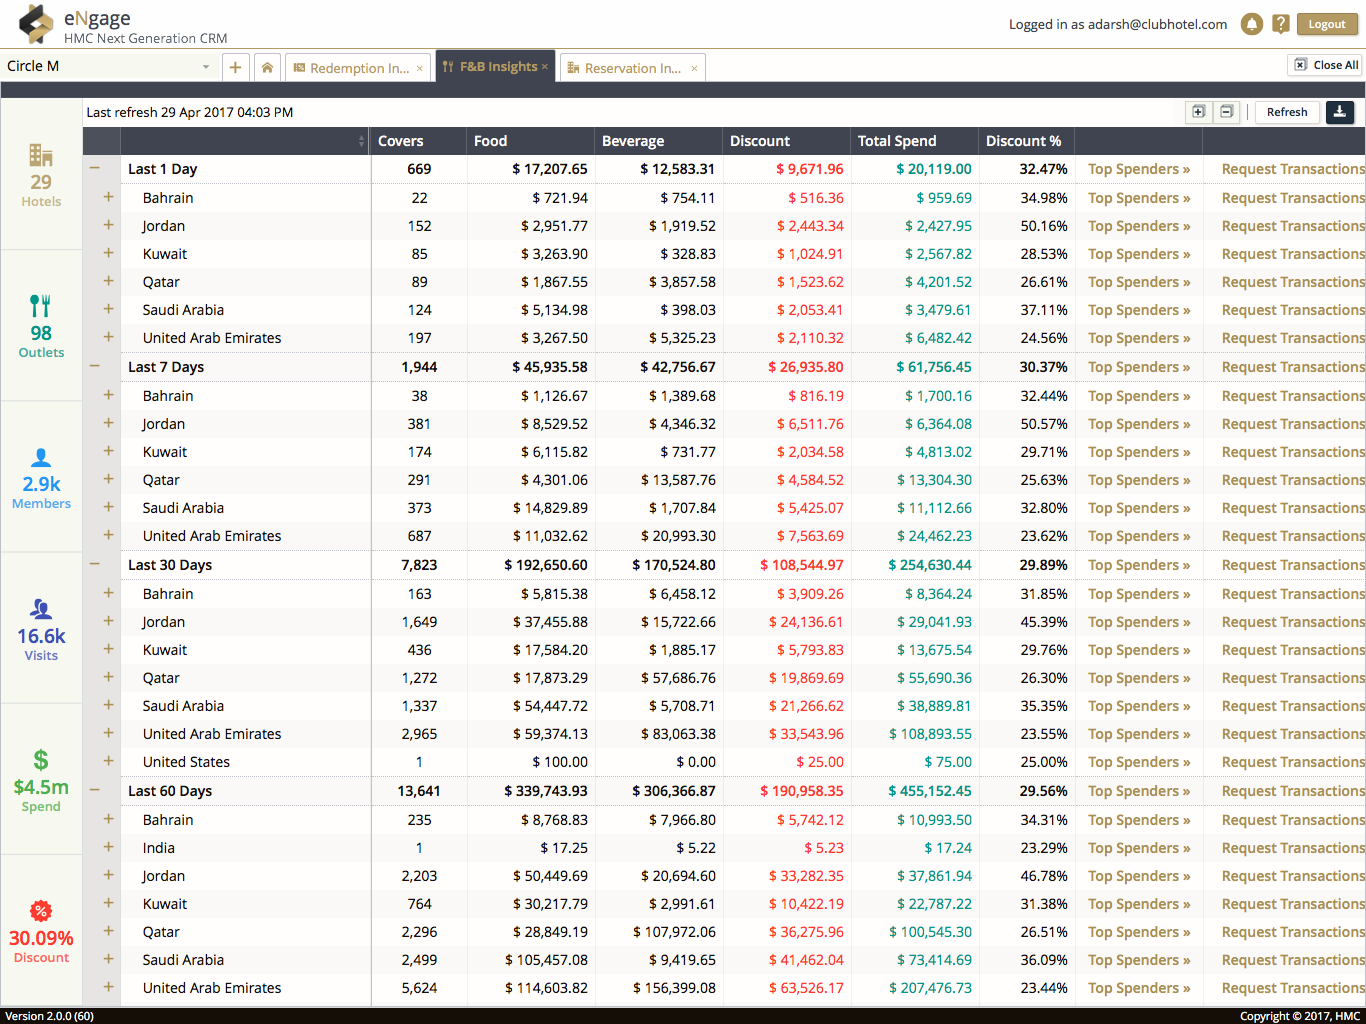 eNgage
HMC Next Generation CRM
Logged in as adarsh@clubhotel.com ? Logout
Circle M + Redemption In... × F&B Insights × Reservation In... × Close All
Last refresh 29 Apr 2017 04:03 PM Refresh
29
Hotels
98
Outlets
2.9k
Members
16.6k
Visits
$
$4.5m
Spend
%
30.09%
Discount
Covers Food Beverage Discount Total Spend Discount %
− Last 1 Day 669 $ 17,207.65 $ 12,583.31 $ 9,671.96 $ 20,119.00 32.47% Top Spenders » Request Transactions
+ Bahrain 22 $ 721.94 $ 754.11 $ 516.36 $ 959.69 34.98% Top Spenders » Request Transactions
+ Jordan 152 $ 2,951.77 $ 1,919.52 $ 2,443.34 $ 2,427.95 50.16% Top Spenders » Request Transactions
+ Kuwait 85 $ 3,263.90 $ 328.83 $ 1,024.91 $ 2,567.82 28.53% Top Spenders » Request Transactions
+ Qatar 89 $ 1,867.55 $ 3,857.58 $ 1,523.62 $ 4,201.52 26.61% Top Spenders » Request Transactions
+ Saudi Arabia 124 $ 5,134.98 $ 398.03 $ 2,053.41 $ 3,479.61 37.11% Top Spenders » Request Transactions
+ United Arab Emirates 197 $ 3,267.50 $ 5,325.23 $ 2,110.32 $ 6,482.42 24.56% Top Spenders » Request Transactions
− Last 7 Days 1,944 $ 45,935.58 $ 42,756.67 $ 26,935.80 $ 61,756.45 30.37% Top Spenders » Request Transactions
+ Bahrain 38 $ 1,126.67 $ 1,389.68 $ 816.19 $ 1,700.16 32.44% Top Spenders » Request Transactions
+ Jordan 381 $ 8,529.52 $ 4,346.32 $ 6,511.76 $ 6,364.08 50.57% Top Spenders » Request Transactions
+ Kuwait 174 $ 6,115.82 $ 731.77 $ 2,034.58 $ 4,813.02 29.71% Top Spenders » Request Transactions
+ Qatar 291 $ 4,301.06 $ 13,587.76 $ 4,584.52 $ 13,304.30 25.63% Top Spenders » Request Transactions
+ Saudi Arabia 373 $ 14,829.89 $ 1,707.84 $ 5,425.07 $ 11,112.66 32.80% Top Spenders » Request Transactions
+ United Arab Emirates 687 $ 11,032.62 $ 20,993.30 $ 7,563.69 $ 24,462.23 23.62% Top Spenders » Request Transactions
− Last 30 Days 7,823 $ 192,650.60 $ 170,524.80 $ 108,544.97 $ 254,630.44 29.89% Top Spenders » Request Transactions
+ Bahrain 163 $ 5,815.38 $ 6,458.12 $ 3,909.26 $ 8,364.24 31.85% Top Spenders » Request Transactions
+ Jordan 1,649 $ 37,455.88 $ 15,722.66 $ 24,136.61 $ 29,041.93 45.39% Top Spenders » Request Transactions
+ Kuwait 436 $ 17,584.20 $ 1,885.17 $ 5,793.83 $ 13,675.54 29.76% Top Spenders » Request Transactions
+ Qatar 1,272 $ 17,873.29 $ 57,686.76 $ 19,869.69 $ 55,690.36 26.30% Top Spenders » Request Transactions
+ Saudi Arabia 1,337 $ 54,447.72 $ 5,708.71 $ 21,266.62 $ 38,889.81 35.35% Top Spenders » Request Transactions
+ United Arab Emirates 2,965 $ 59,374.13 $ 83,063.38 $ 33,543.96 $ 108,893.55 23.55% Top Spenders » Request Transactions
+ United States 1 $ 100.00 $ 0.00 $ 25.00 $ 75.00 25.00% Top Spenders » Request Transactions
− Last 60 Days 13,641 $ 339,743.93 $ 306,366.87 $ 190,958.35 $ 455,152.45 29.56% Top Spenders » Request Transactions
+ Bahrain 235 $ 8,768.83 $ 7,966.80 $ 5,742.12 $ 10,993.50 34.31% Top Spenders » Request Transactions
+ India 1 $ 17.25 $ 5.22 $ 5.23 $ 17.24 23.29% Top Spenders » Request Transactions
+ Jordan 2,203 $ 50,449.69 $ 20,694.60 $ 33,282.35 $ 37,861.94 46.78% Top Spenders » Request Transactions
+ Kuwait 764 $ 30,217.79 $ 2,991.61 $ 10,422.19 $ 22,787.22 31.38% Top Spenders » Request Transactions
+ Qatar 2,296 $ 28,849.19 $ 107,972.06 $ 36,275.96 $ 100,545.30 26.51% Top Spenders » Request Transactions
+ Saudi Arabia 2,499 $ 105,457.08 $ 9,419.65 $ 41,462.04 $ 73,414.69 36.09% Top Spenders » Request Transactions
+ United Arab Emirates 5,624 $ 114,603.82 $ 156,399.08 $ 63,526.17 $ 207,476.73 23.44% Top Spenders » Request Transactions
Version 2.0.0 (60) Copyright © 2017, HMC